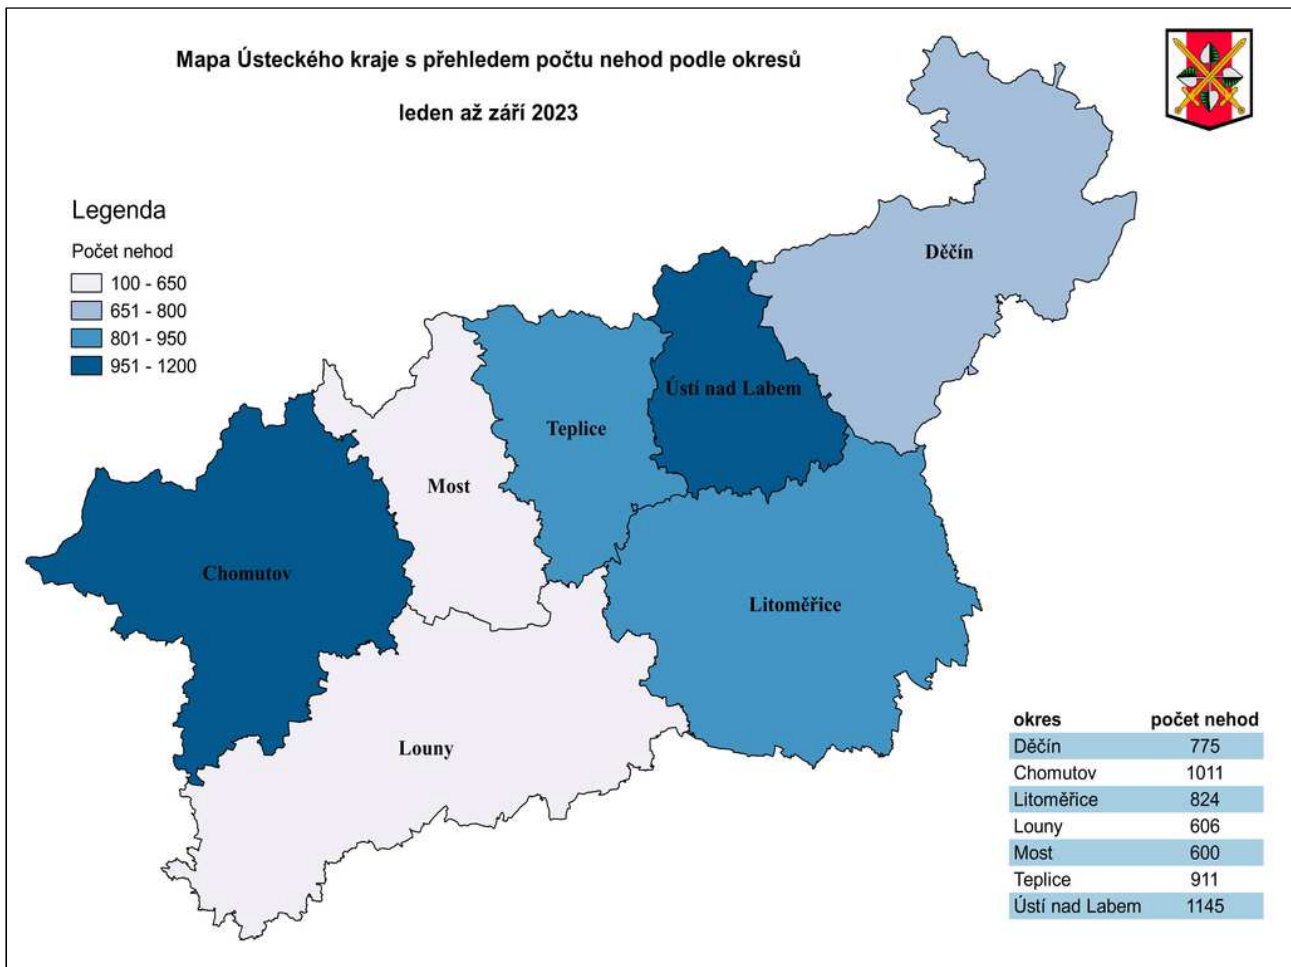 Mapa Ústeckého kraje s přehledem počtu nehod podle okresů
leden až září 2023
Legenda
Počet nehod
100 - 650
651 - 800
801 - 950
951 - 1200
Děčín
Ústí nad Labem
Teplice
Most
Chomutov
Litoměřice
Louny
okres počet nehod
Děčín 775
Chomutov 1011
Litoměřice 824
Louny 606
Most 600
Teplice 911
Ústí nad Labem 1145